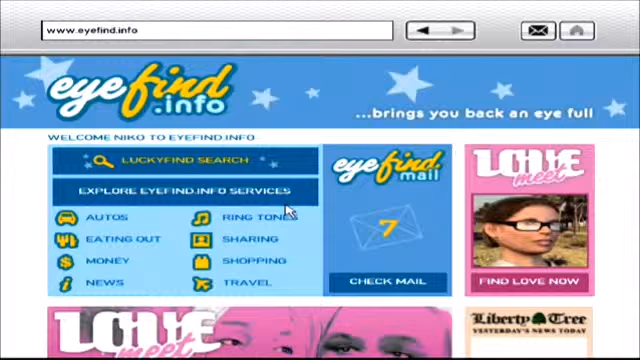 www.eyefind.info
eyefind
.info
...brings you back an eye full
WELCOME NIKO TO EYEFIND.INFO
LUCKYFIND SEARCH
EXPLORE EYEFIND.INFO SERVICES
AUTOS
RING TONES
EATING OUT
SHARING
MONEY
SHOPPING
NEWS
TRAVEL
eyefind
mail
7
CHECK MAIL
LOVE
meet
FIND LOVE NOW
LOVE
meet
Liberty Tree
YESTERDAY'S NEWS TODAY